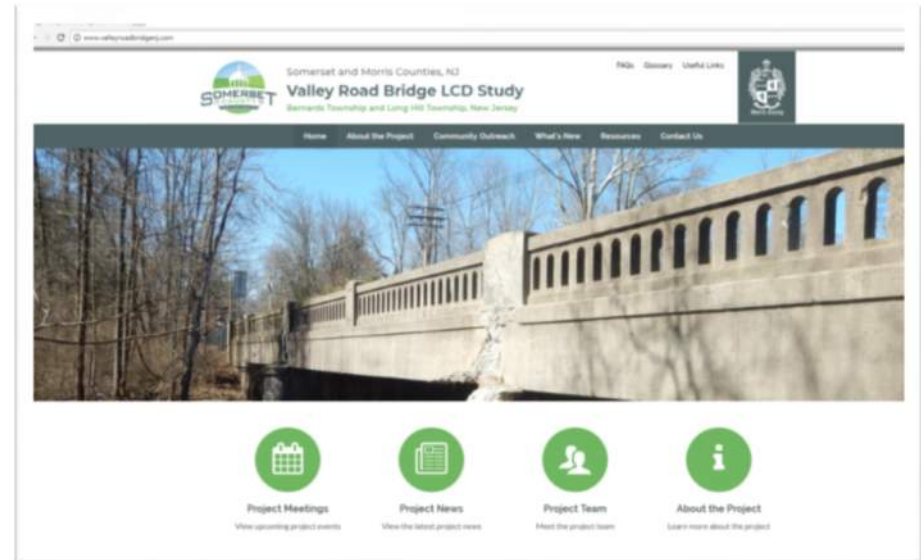 www.valleyroadbridgenj.com
FAQs Glossary Useful Links
Somerset and Morris Counties, NJ
SOMERSET
COUNTY
Valley Road Bridge LCD Study
Bernards Township and Long Hill Township, New Jersey
Morris County
Home About the Project Community Outreach What's New Resources Contact Us
Project Meetings Project News Project Team About the Project
View upcoming project events View the latest project news Meet the project team Learn more about the project